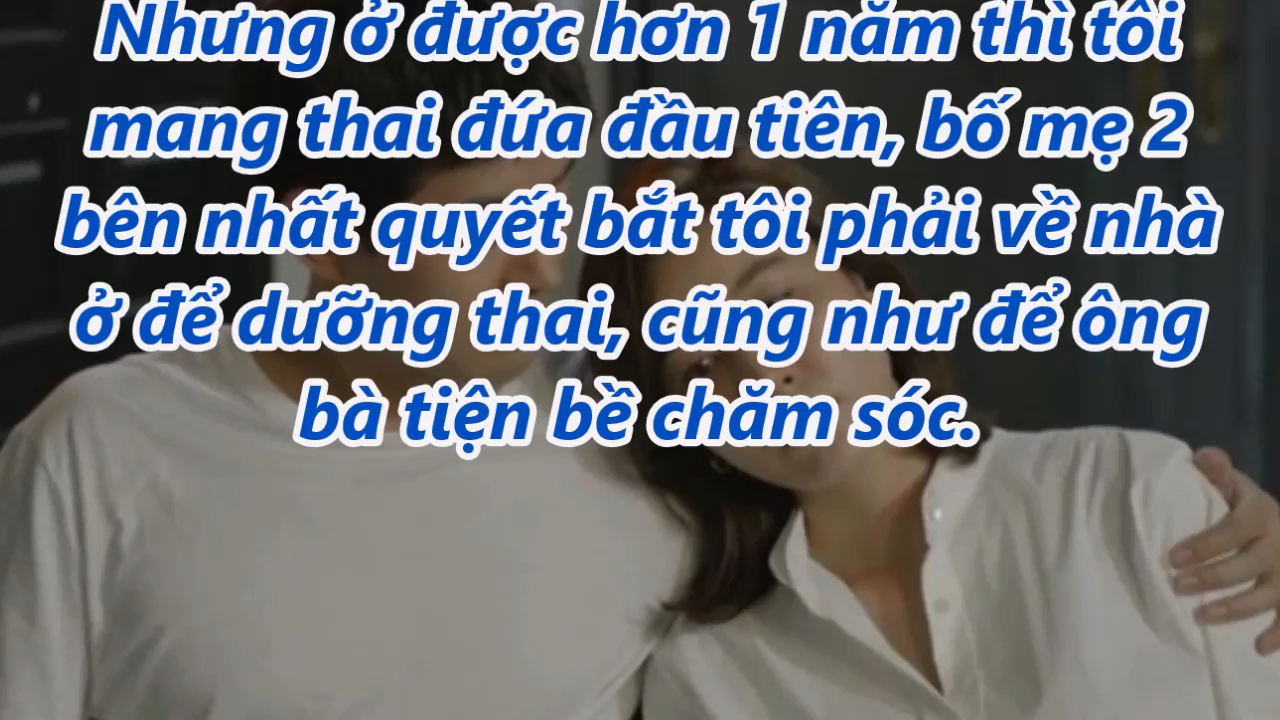 Nhưng ở được hơn 1 năm thì tôi
mang thai đứa đầu tiên, bố mẹ 2
bên nhất quyết bắt tôi phải về nhà
ở để dưỡng thai, cũng như để ông
bà tiện bề chăm sóc.